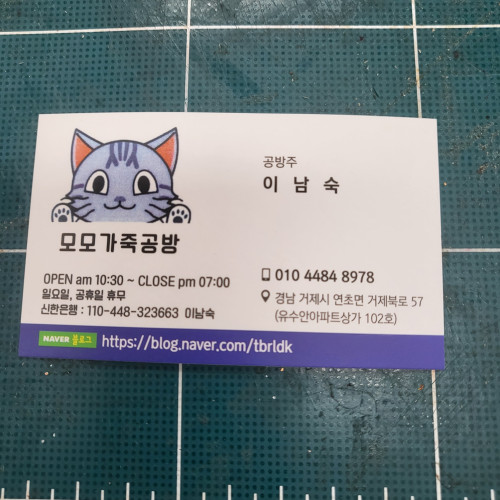 모모가죽공방
공방주
이 남 숙
OPEN am 10:30 ~ CLOSE pm 07:00
일요일, 공휴일 휴무
신한은행 : 110-448-323663 이남숙
010 4484 8978
경남 거제시 연초면 거제북로 57
(유수안아파트상가 102호)
NAVER 블로그 https://blog.naver.com/tbrldk